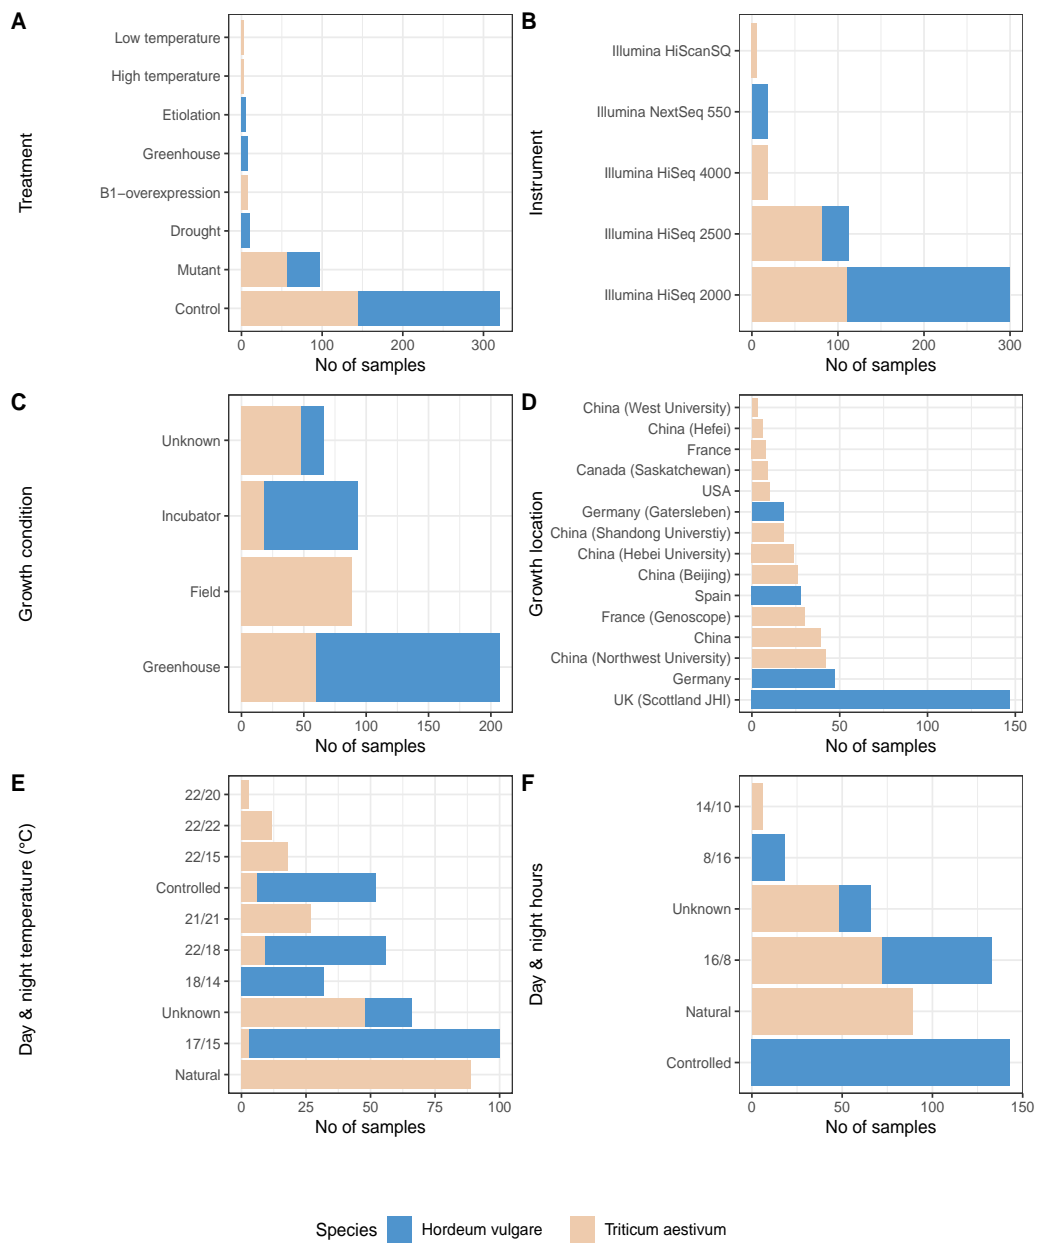 A
Treatment
Low temperature
High temperature
Etiolation
Greenhouse
B1−overexpression
Drought
Mutant
Control
0 100 200 300
No of samples
B
Instrument
Illumina HiScanSQ
Illumina NextSeq 550
Illumina HiSeq 4000
Illumina HiSeq 2500
Illumina HiSeq 2000
0 100 200 300
No of samples
C
Growth condition
Unknown
Incubator
Field
Greenhouse
0 50 100 150 200
No of samples
D
Growth location
China (West University)
China (Hefei)
France
Canada (Saskatchewan)
USA
Germany (Gatersleben)
China (Shandong Universtiy)
China (Hebei University)
China (Beijing)
Spain
France (Genoscope)
China
China (Northwest University)
Germany
UK (Scotland JHI)
0 50 100 150
No of samples
E
Day & night temperature (°C)
22/20
22/22
22/15
Controlled
21/21
22/18
18/14
Unknown
17/15
Natural
0 25 50 75 100
No of samples
F
Day & night hours
14/10
8/16
Unknown
16/8
Natural
Controlled
0 50 100 150
No of samples
Species Hordeum vulgare Triticum aestivum